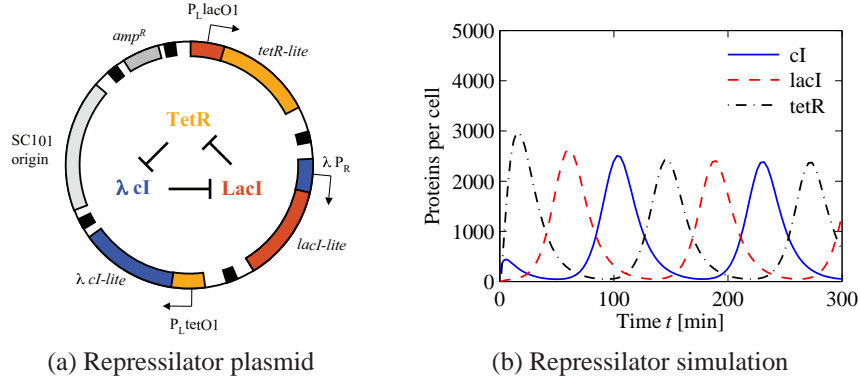 P_L lacO1
amp^R
tetR-lite
TetR
SC101
origin
λ P_R
λ cI
LacI
lacI-lite
λ cI-lite
P_L tetO1
(a) Repressilator plasmid
5000
4000
3000
2000
1000
0
Proteins per cell
cI
lacI
tetR
0
100
200
300
Time t [min]
(b) Repressilator simulation